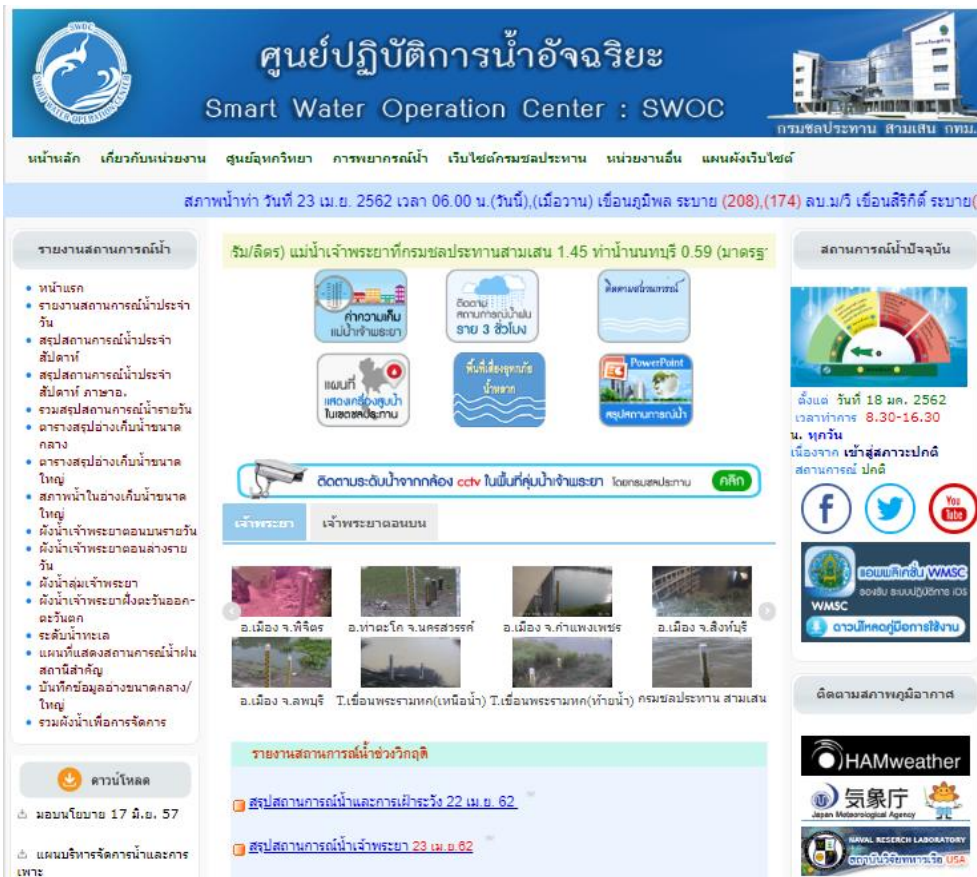 SWOC
SMART WATER OPERATION CENTER
ศูนย์ปฏิบัติการน้ำอัจฉริยะ
Smart Water Operation Center : SWOC
กรมชลประทาน สามเสน กทม.
หน้าหลัก เกี่ยวกับหน่วยงาน ศูนย์อุทกวิทยา การพยากรณ์น้ำ เว็บไซต์กรมชลประทาน หน่วยงานอื่น แผนผังเว็บไซต์
สภาพน้ำท่า วันที่ 23 เม.ย. 2562 เวลา 06.00 น.(วันนี้),(เมื่อวาน) เขื่อนภูมิพล ระบาย (208),(174) ลบ.ม/วิ เขื่อนสิริกิติ์ ระบาย(
รายงานสถานการณ์น้ำ
หน้าแรก
รายงานสถานการณ์น้ำประจำ
วัน
สรุปสถานการณ์น้ำประจำ
สัปดาห์
สรุปสถานการณ์น้ำประจำ
สัปดาห์ ภาษาอ.
รวมสรุปสถานการณ์น้ำรายวัน
ตารางสรุปอ่างเก็บน้ำขนาด
กลาง
ตารางสรุปอ่างเก็บน้ำขนาด
ใหญ่
สภาพน้ำในอ่างเก็บน้ำขนาด
ใหญ่
ผังน้ำเจ้าพระยาตอนบนรายวัน
ผังน้ำเจ้าพระยาตอนล่างราย
วัน
ผังน้ำลุ่มเจ้าพระยา
ผังน้ำเจ้าพระยาฝั่งตะวันออก-
ตะวันตก
ระดับน้ำทะเล
แผนที่แสดงสถานการณ์น้ำฝน
สถานีสำคัญ
บันทึกข้อมูลอ่างขนาดกลาง/
ใหญ่
รวมผังน้ำเพื่อการจัดการ
ดาวน์โหลด
มอบนโยบาย 17 มิ.ย. 57
แผนบริหารจัดการน้ำและการ
เพาะ
รัม/ลิตร) แม่น้ำเจ้าพระยาที่กรมชลประทานสามเสน 1.45 ท่าน้ำนนทบุรี 0.59 (มาตรฐา
ค่าความเค็ม
แม่น้ำเจ้าพระยา
ติดตาม
สถานการณ์น้ำฝน
ราย 3 ชั่วโมง
แผนที่
แสดงเครื่องสูบน้ำ
ในเขตชลประทาน
พื้นที่เสี่ยงอุทกภัย
น้ำหลาก
PowerPoint
สรุปสถานการณ์น้ำ
ติดตามระดับน้ำจากกล้อง cctv ในพื้นที่ลุ่มน้ำเจ้าพระยา โดยกรมชลประทาน คลิก
เจ้าพระยา เจ้าพระยาตอนบน
อ.เมือง จ.พิจิตร อ.ท่าตะโก จ.นครสวรรค์ อ.เมือง จ.กำแพงเพชร อ.เมือง จ.สิงห์บุรี
อ.เมือง จ.ลพบุรี T.เขื่อนพระรามหก(เหนือน้ำ) T.เขื่อนพระรามหก(ท้ายน้ำ) กรมชลประทาน สามเสน
รายงานสถานการณ์น้ำช่วงวิกฤติ
สรุปสถานการณ์น้ำและการเฝ้าระวัง 22 เม.ย. 62
สรุปสถานการณ์น้ำเจ้าพระยา 23 เม.ย.62
สถานการณ์น้ำปัจจุบัน
ตั้งแต่ วันที่ 18 มค. 2562
เวลาทำการ 8.30-16.30
น. ทุกวัน
เนื่องจาก เข้าสู่สภาวะปกติ
สถานการณ์ ปกติ
You
Tube
แอพพลิเคชั่น WMSC
รองรับ ระบบปฏิบัติการ iOS
WMSC
ดาวน์โหลดคู่มือการใช้งาน
ติดตามสภาพภูมิอากาศ
HAMweather
気象庁
Japan Meteorological Agency
NAVAL RESERCH LABORATORY
สถาบันวิจัยทหารเรือ USA